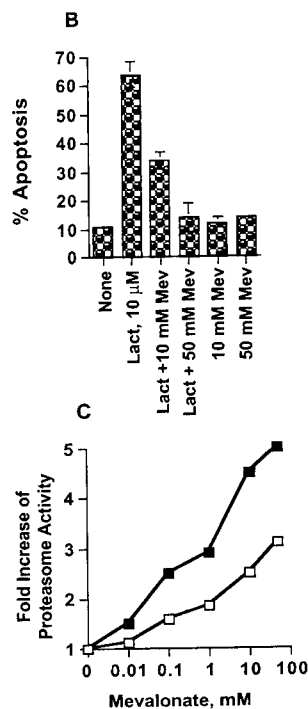 B
70
60
50
40
30
20
10
0
% Apoptosis
None
Lact, 10 µM
Lact +10 mM Mev
Lact + 50 mM Mev
10 mM Mev
50 mM Mev
C
5
4
3
2
1
Fold Increase of
Proteasome Activity
0 0.01 0.1 1 10 100
Mevalonate, mM